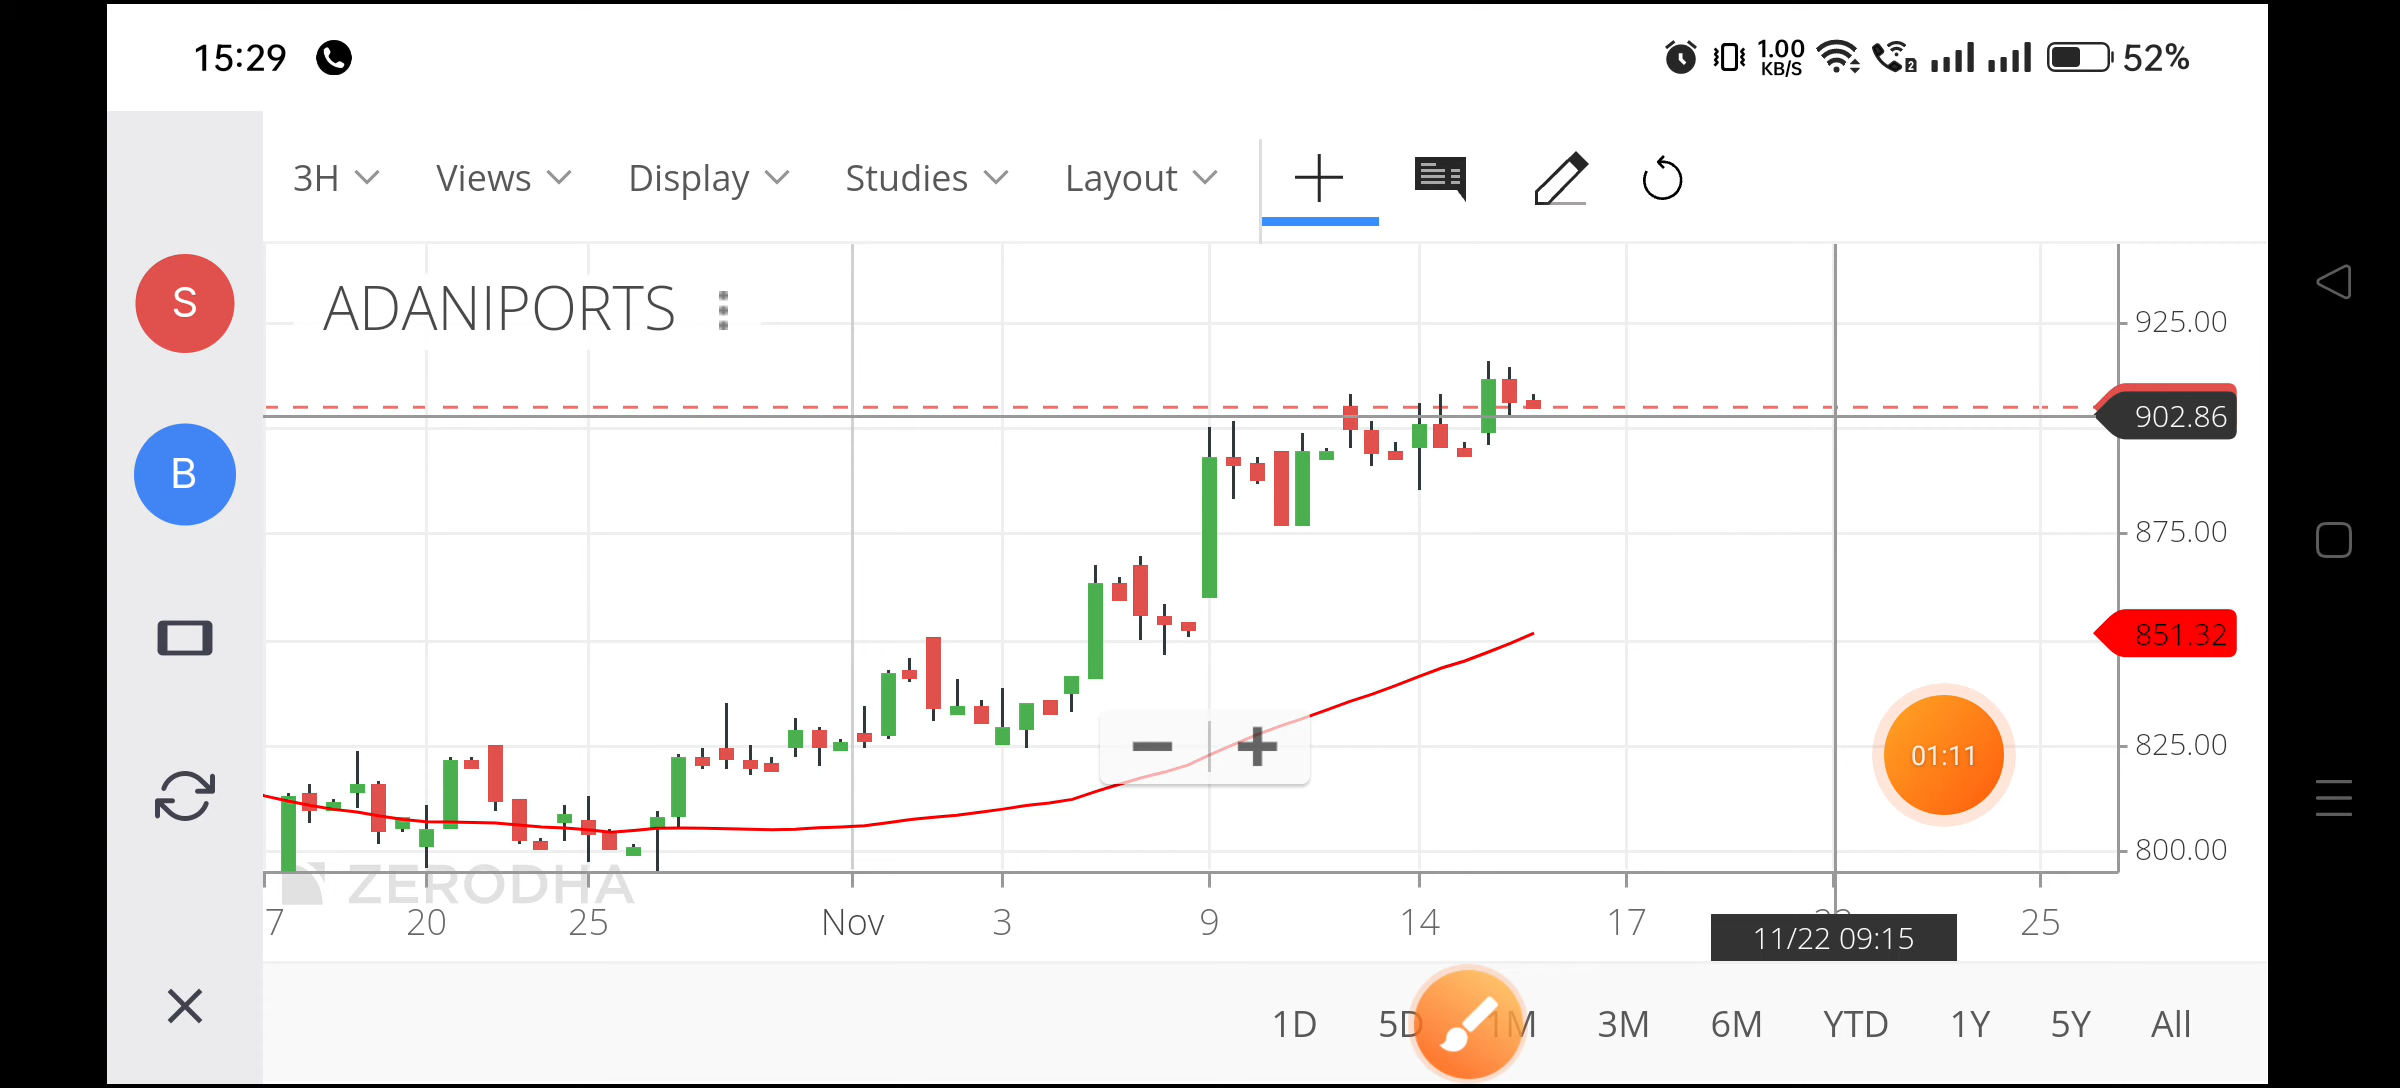 15:29
1.00 KB/S
2
52%
3H Views Display Studies Layout
S
ADANIPORTS
925.00
902.86
B
875.00
851.32
825.00
01:11
800.00
ZERODHA
7 20 25 Nov 3 9 14 17 25
11/22 09:15
1D 5D 1M 3M 6M YTD 1Y 5Y All